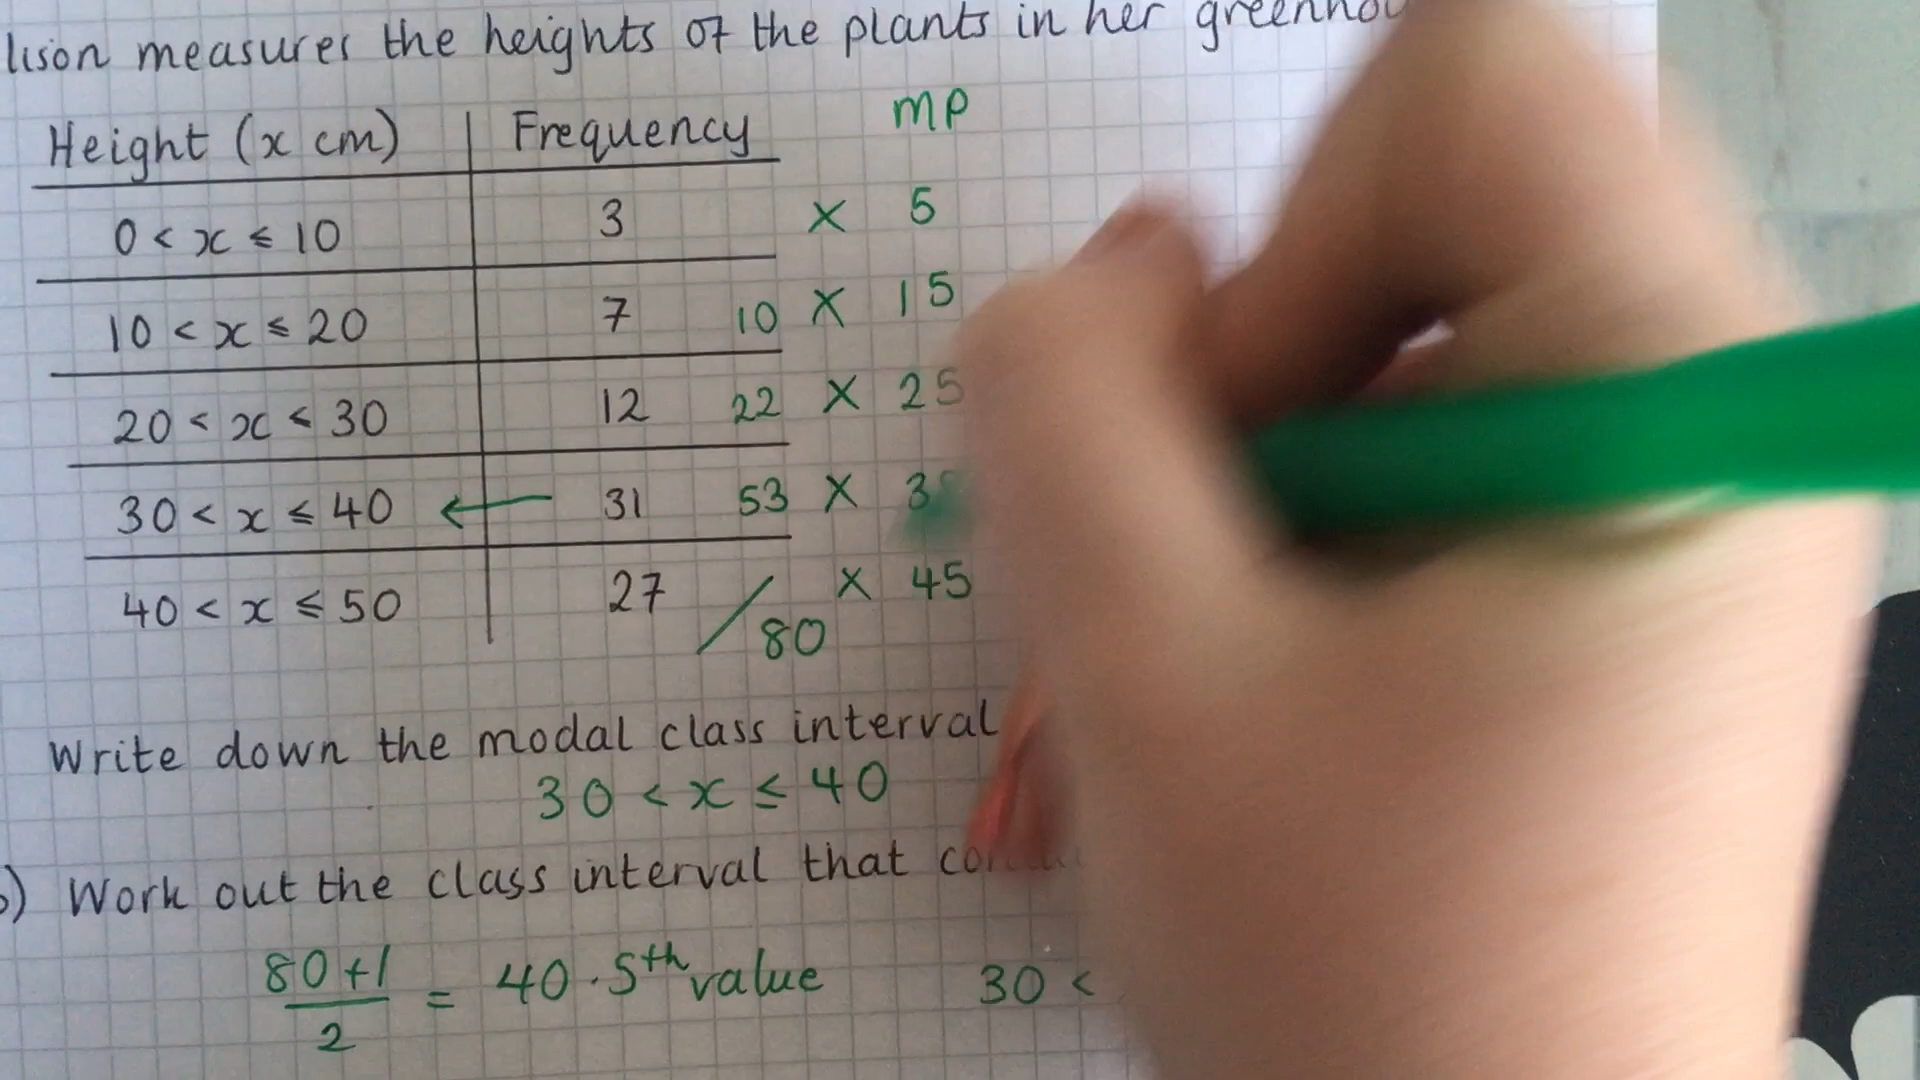 lison measures the heights of the plants in her
Height (x cm) Frequency mp
0 < x ≤ 10 3 x 5
10 < x ≤ 20 7 10 x 15
20 < x < 30 12 22 x 25
30 < x ≤ 40 ← 31 53 x
40 < x ≤ 50 27 / 80 x 45
Write down the modal class interval
30 < x ≤ 40
) Work out the class interval that
80+1 / 2 = 40.5th value 30 <